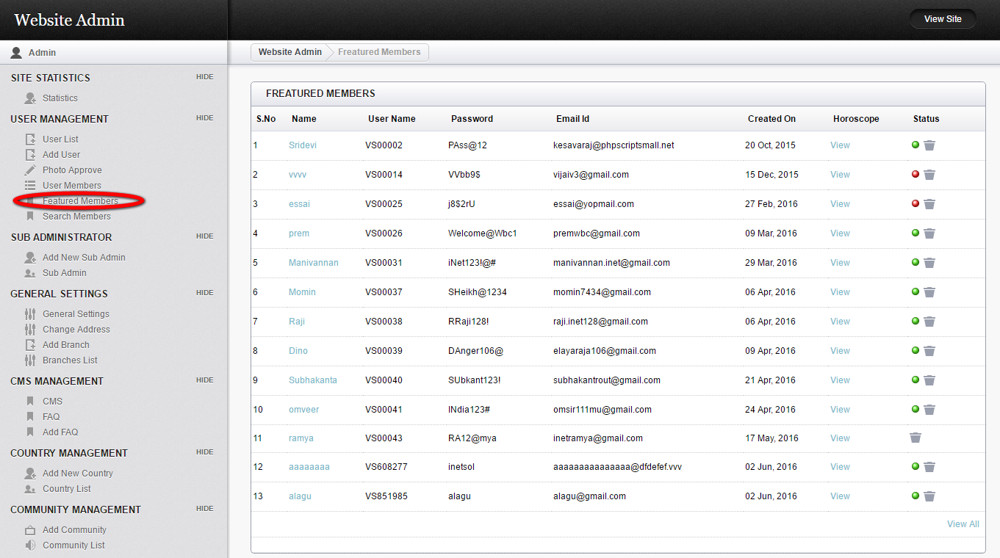 Website Admin
View Site
Admin
Website Admin Freatured Members
SITE STATISTICS HIDE
Statistics
USER MANAGEMENT HIDE
User List
Add User
Photo Approve
User Members
Featured Members
Search Members
SUB ADMINISTRATOR HIDE
Add New Sub Admin
Sub Admin
GENERAL SETTINGS HIDE
General Settings
Change Address
Add Branch
Branches List
CMS MANAGEMENT HIDE
CMS
FAQ
Add FAQ
COUNTRY MANAGEMENT HIDE
Add New Country
Country List
COMMUNITY MANAGEMENT HIDE
Add Community
Community List
FREATURED MEMBERS
S.No Name User Name Password Email Id Created On Horoscope Status
1 Sridevi VS00002 PAss@12 kesavaraj@phpscriptsmall.net 20 Oct, 2015 View
2 vvvv VS00014 VVbb9$ vijaiv3@gmail.com 15 Dec, 2015 View
3 essai VS00025 j8$2rU essai@yopmail.com 27 Feb, 2016 View
4 prem VS00026 Welcome@Wbc1 premwbc@gmail.com 09 Mar, 2016 View
5 Manivannan VS00031 iNet123!@# manivannan.inet@gmail.com 29 Mar, 2016 View
6 Momin VS00037 SHeikh@1234 momin7434@gmail.com 06 Apr, 2016 View
7 Raji VS00038 RRaji128! raji.inet128@gmail.com 06 Apr, 2016 View
8 Dino VS00039 DAnger106@ elayaraja106@gmail.com 09 Apr, 2016 View
9 Subhakanta VS00040 SUbkant123! subhakantrout@gmail.com 21 Apr, 2016 View
10 omveer VS00041 INdia123# omsir111mu@gmail.com 24 Apr, 2016 View
11 ramya VS00043 RA12@mya inetramya@gmail.com 17 May, 2016 View
12 aaaaaaaa VS608277 inetsol aaaaaaaaaaaaaaa@dfdefef.vvv 02 Jun, 2016 View
13 alagu VS851985 alagu alagu@gmail.com 02 Jun, 2016 View
View All